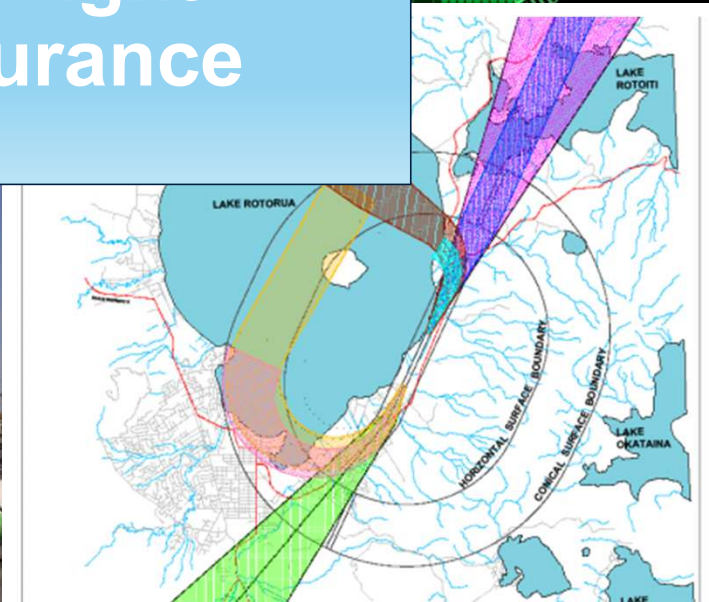 urance
LAKE
ROTOITI
LAKE ROTORUA
HORIZONTAL SURFACE BOUNDARY
CONICAL SURFACE BOUNDARY
LAKE
OKATAINA
LAKE